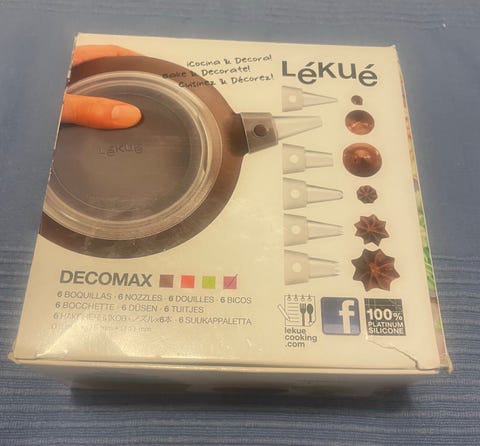 ¡Cocina & Decora!
Bake & Decorate!
Cuisinez & Décorez!
LéKué
LéKué
DECOMAX
6 BOQUILLAS · 6 NOZZLES · 6 DOUILLES · 6 BICOS
6 BOCCHETTE · 6 DÜSEN · 6 TUITJES
6 SUUKAPPALETTA
lekue
cooking
.com
f
100%
PLATINUM
SILICONE